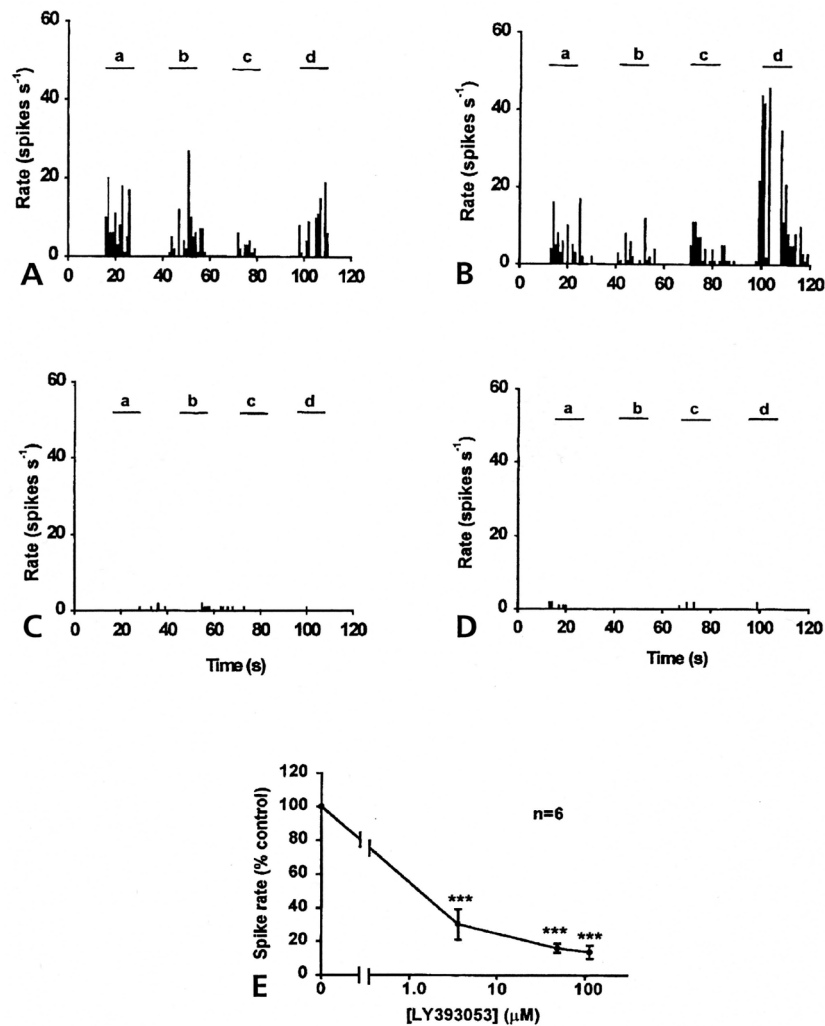 60
40
20
0
Rate (spikes s⁻¹)
a b c d
A
0 20 40 60 80 100 120
60
40
20
0
Rate (spikes s⁻¹)
a b c d
B
0 20 40 60 80 100 120
60
40
20
0
Rate (spikes s⁻¹)
a b c d
C
0 20 40 60 80 100 120
Time (s)
60
40
20
0
Rate (spikes s⁻¹)
a b c d
D
0 20 40 60 80 100 120
Time (s)
120
100
80
60
40
20
0
Spike rate (% control)
n=6
*** *** ***
E
0 1.0 10 100
[LY393053] (μM)